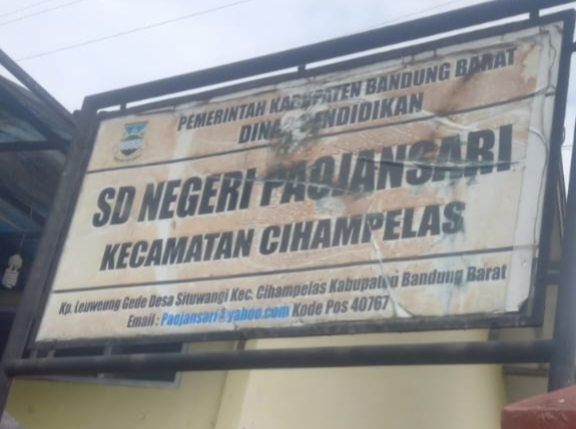 PEMERINTAH KABUPATEN BANDUNG BARAT
DINAS PENDIDIKAN
SD NEGERI PAOJANSARI
KECAMATAN CIHAMPELAS
Kp. Leuweung Gede Desa Situwangi Kec. Cihampelas Kabupaten Bandung Barat
Email : Paojansari@yahoo.com Kode Pos 40767